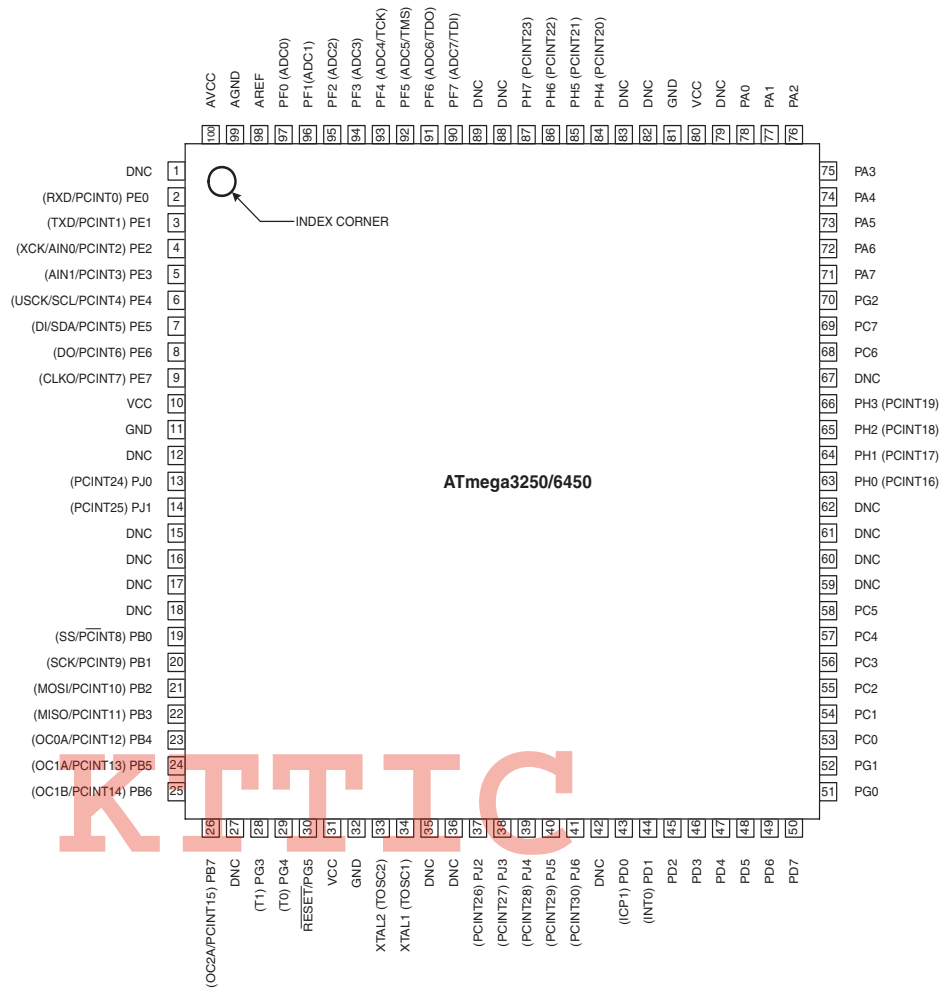 AVCC
AGND
AREF
PF0 (ADC0)
PF1(ADC1)
PF2 (ADC2)
PF3 (ADC3)
PF4 (ADC4/TCK)
PF5 (ADC5/TMS)
PF6 (ADC6/TDO)
PF7 (ADC7/TDI)
DNC
DNC
PH7 (PCINT23)
PH6 (PCINT22)
PH5 (PCINT21)
PH4 (PCINT20)
DNC
DNC
GND
VCC
DNC
PA0
PA1
PA2
100
99
98
97
96
95
94
93
92
91
90
89
88
87
86
85
84
83
82
81
80
79
78
77
76
DNC 1
(RXD/PCINT0) PE0 2
(TXD/PCINT1) PE1 3
(XCK/AIN0/PCINT2) PE2 4
(AIN1/PCINT3) PE3 5
(USCK/SCL/PCINT4) PE4 6
(DI/SDA/PCINT5) PE5 7
(DO/PCINT6) PE6 8
(CLKO/PCINT7) PE7 9
VCC 10
GND 11
DNC 12
(PCINT24) PJ0 13
(PCINT25) PJ1 14
DNC 15
DNC 16
DNC 17
DNC 18
(SS/PCINT8) PB0 19
(SCK/PCINT9) PB1 20
(MOSI/PCINT10) PB2 21
(MISO/PCINT11) PB3 22
(OC0A/PCINT12) PB4 23
(OC1A/PCINT13) PB5 24
(OC1B/PCINT14) PB6 25
INDEX CORNER
ATmega3250/6450
75 PA3
74 PA4
73 PA5
72 PA6
71 PA7
70 PG2
69 PC7
68 PC6
67 DNC
66 PH3 (PCINT19)
65 PH2 (PCINT18)
64 PH1 (PCINT17)
63 PH0 (PCINT16)
62 DNC
61 DNC
60 DNC
59 DNC
58 PC5
57 PC4
56 PC3
55 PC2
54 PC1
53 PC0
52 PG1
51 PG0
KTTIC
26
27
28
29
30
31
32
33
34
35
36
37
38
39
40
41
42
43
44
45
46
47
48
49
50
(OC2A/PCINT15) PB7
DNC
(T1) PG3
(T0) PG4
RESET/PG5
VCC
GND
XTAL2 (TOSC2)
XTAL1 (TOSC1)
DNC
DNC
(PCINT26) PJ2
(PCINT27) PJ3
(PCINT28) PJ4
(PCINT29) PJ5
(PCINT30) PJ6
DNC
(ICP1) PD0
(INT0) PD1
PD2
PD3
PD4
PD5
PD6
PD7